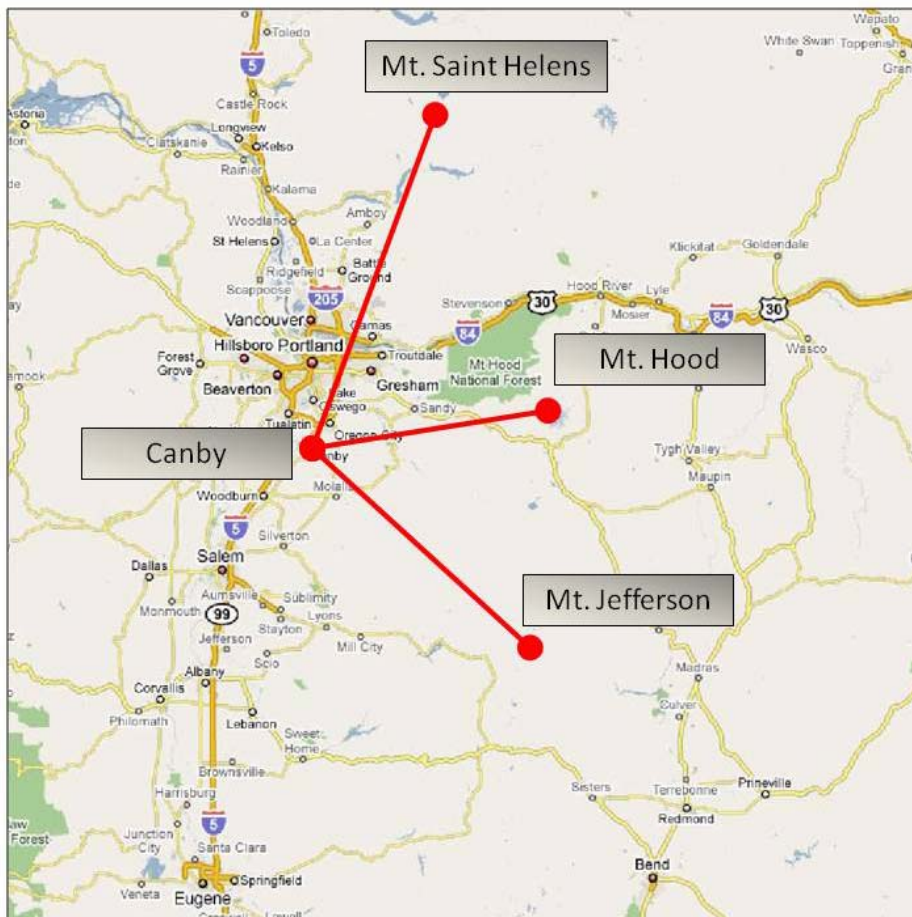 Toledo
Wapato
White Swan
Toppenish
Gran
5
Mt. Saint Helens
Castle Rock
Astoria
Longview
Kelso
Clatskanie
Rainier
Kalama
Woodland
Amboy
St Helens
La Center
Klickitat
Goldendale
Ridgefield
Battle
Ground
Scappoose
205
Stevenson
30
Hood River
Lyle
Mosier
84
30
Vancouver
Camas
84
Hillsboro
Portland
Troutdale
Wasco
Forest
Grove
Mt Hood
National Forest
Mt. Hood
Beaverton
Gresham
Lake
Oswego
Sandy
Tualatin
Oregon City
Canby
Tygh Valley
Maupin
Woodburn
Molalla
5
Silverton
Salem
Dallas
Mt. Jefferson
Aumsville
Sublimity
Monmouth
99
Stayton
Lyons
Jefferson
Mill City
Scio
Madras
Albany
Corvallis
Philomath
Lebanon
Culver
Sweet
Home
Brownsville
Sisters
Terrebonne
Prineville
Harrisburg
Redmond
5
Junction
City
Forest
Santa Clara
Bend
Veneta
Springfield
Eugene